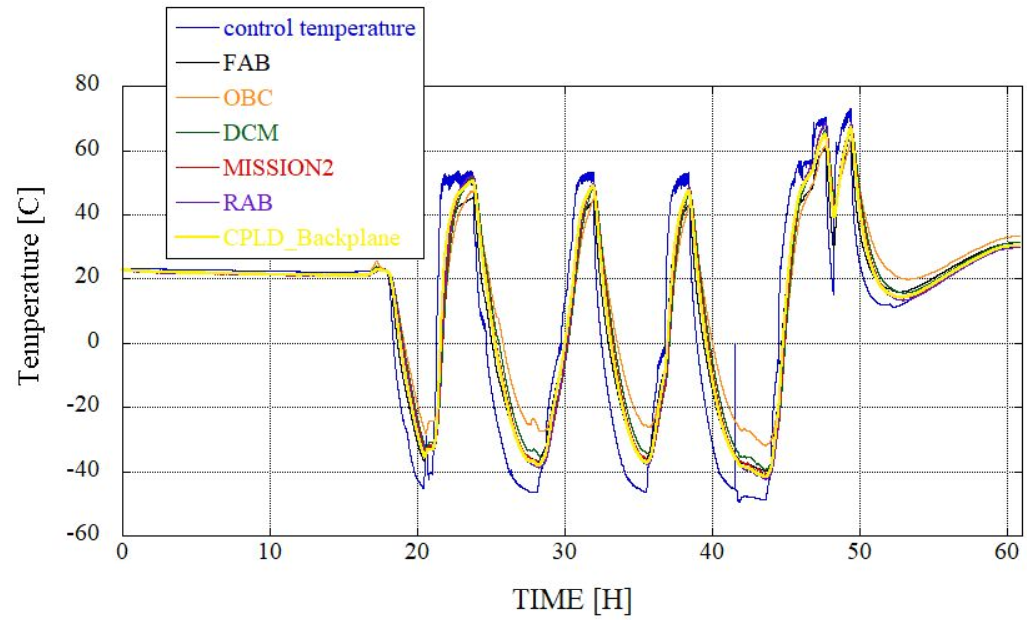 control temperature
FAB
OBC
DCM
MISSION2
RAB
CPLD_Backplane
80
60
40
20
0
-20
-40
-60
Temperature [C]
0 10 20 30 40 50 60
TIME [H]